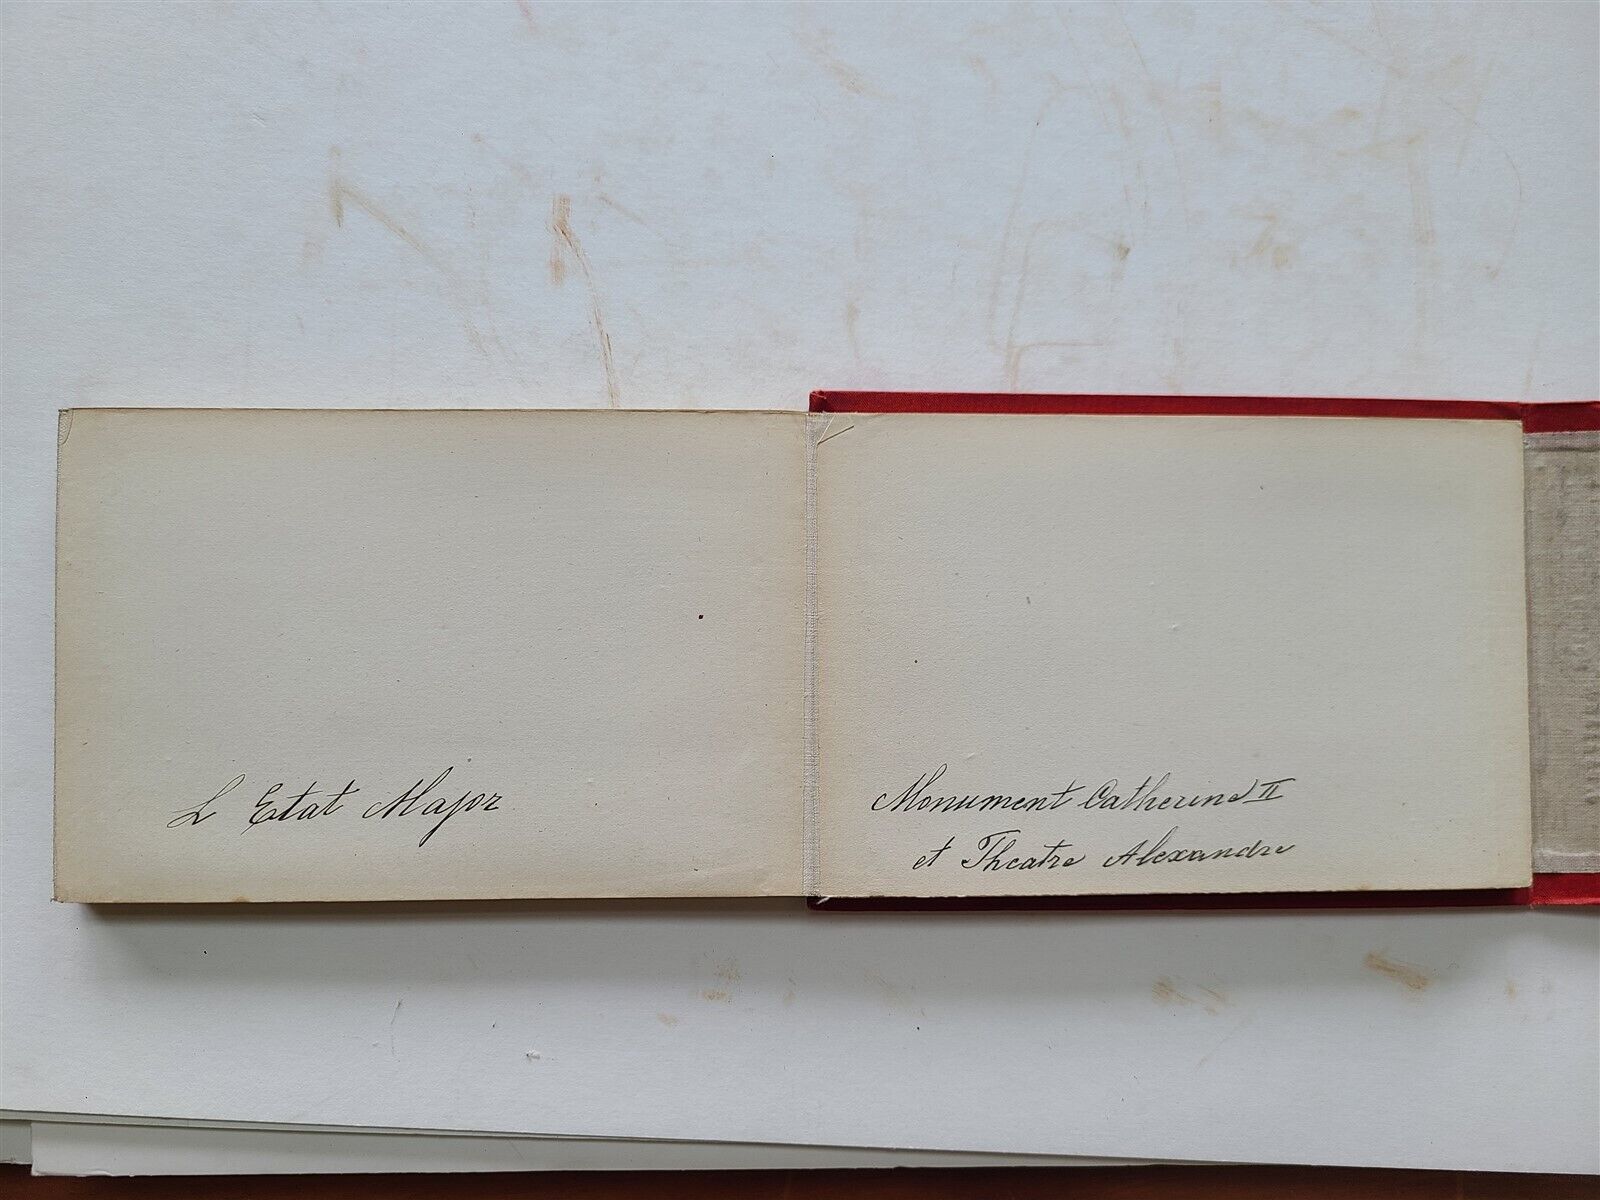 L Etat Major
Monument Catherine II
et Theatre Alexandre